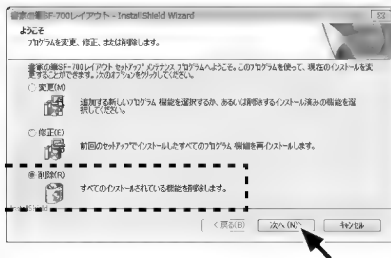 SF-700レイアウト - InstallShield Wizard
ようこそ
プログラムを変更、修正、または削除します。
SF-700レイアウト セットアップ メンテナンス プログラムへようこそ。このプログラムを使って、現在のインストールを変
更することができます。次のオプションをクリックしてください。
変更(M)
追加する新しいプログラム機能を選択するか、あるいは削除するインストール済みの機能を選
択してください。
修正(E)
前回のセットアップでインストールしたすべてのプログラム機能を再インストールします。
削除(R)
すべてのインストールされている機能を削除します。
InstallShield
< 戻る(B)
次へ(N)
キャンセル